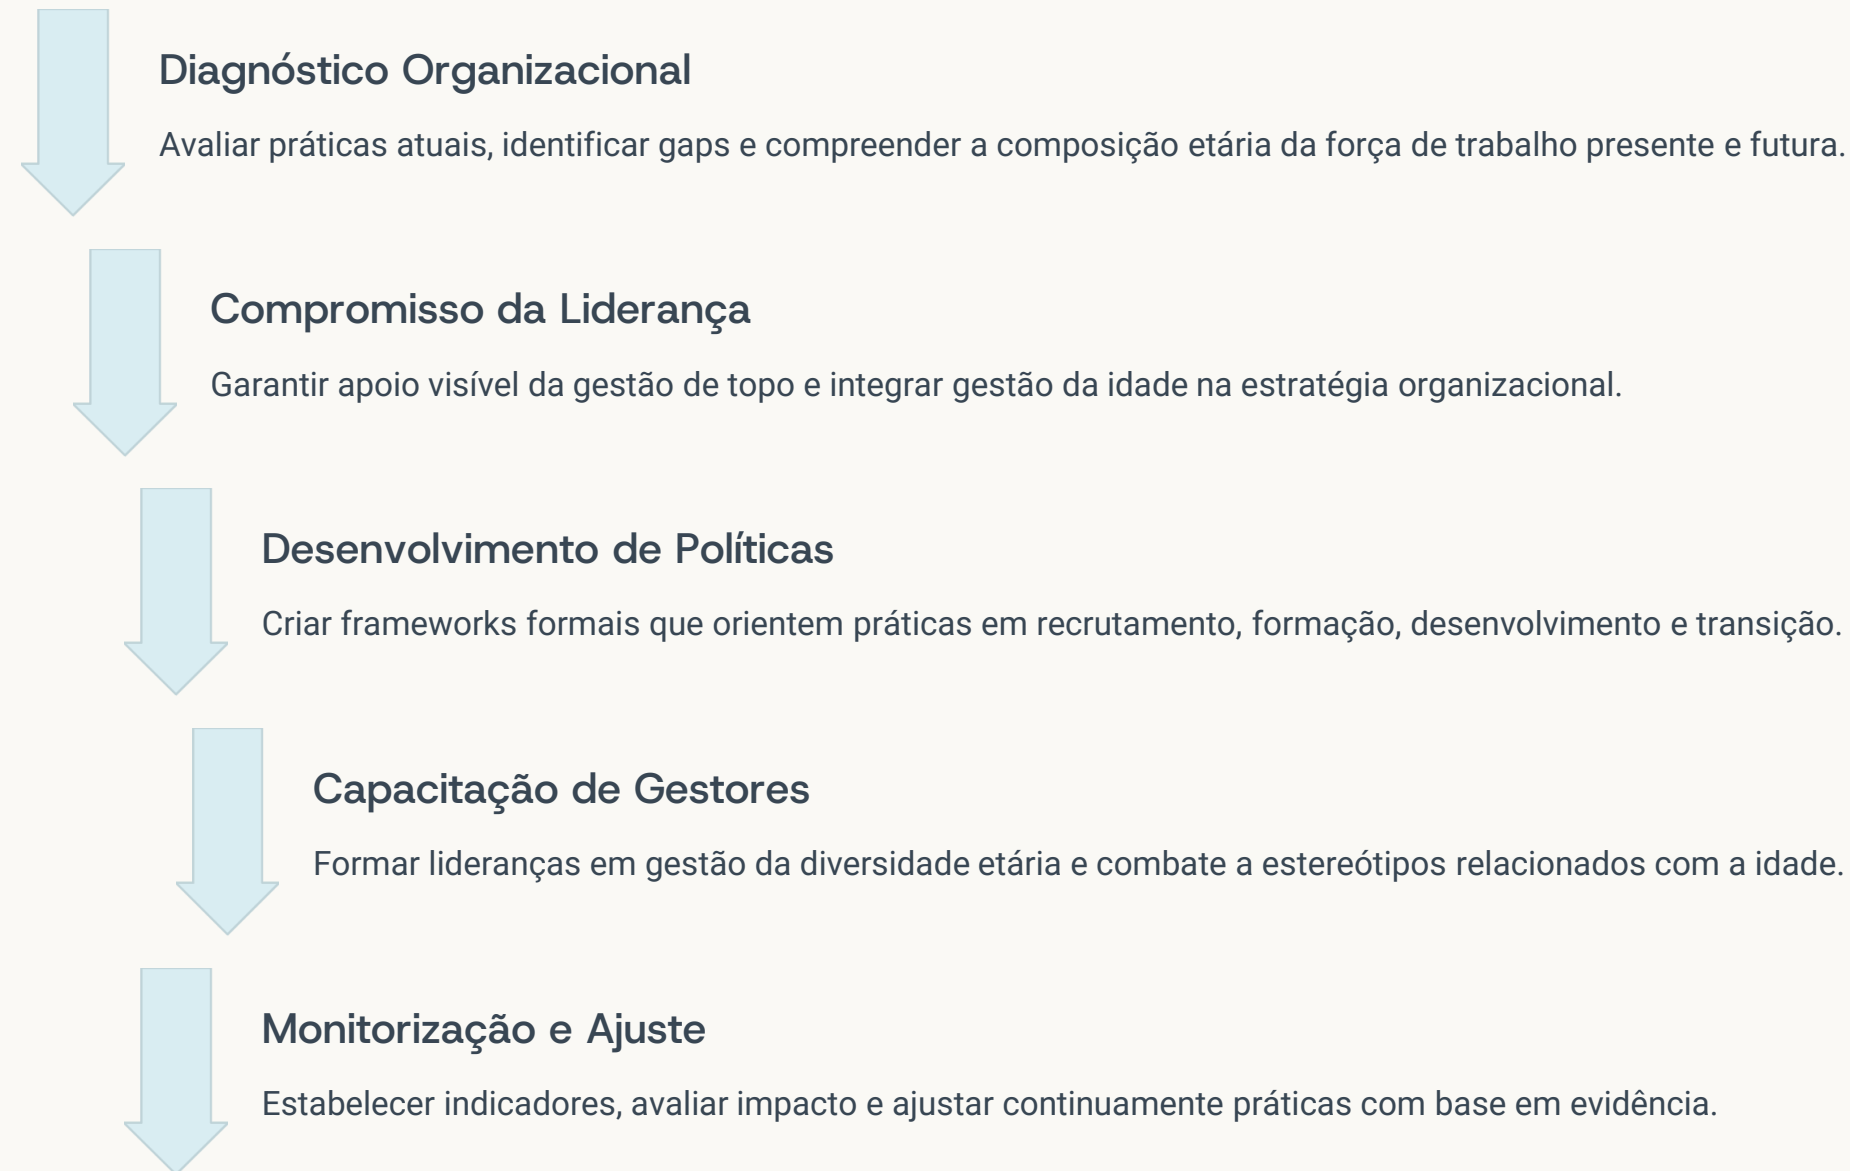 Diagnóstico Organizacional
Avaliar práticas atuais, identificar gaps e compreender a composição etária da força de trabalho presente e futura.
Compromisso da Liderança
Garantir apoio visível da gestão de topo e integrar gestão da idade na estratégia organizacional.
Desenvolvimento de Políticas
Criar frameworks formais que orientem práticas em recrutamento, formação, desenvolvimento e transição.
Capacitação de Gestores
Formar lideranças em gestão da diversidade etária e combate a estereótipos relacionados com a idade.
Monitorização e Ajuste
Estabelecer indicadores, avaliar impacto e ajustar continuamente práticas com base em evidência.